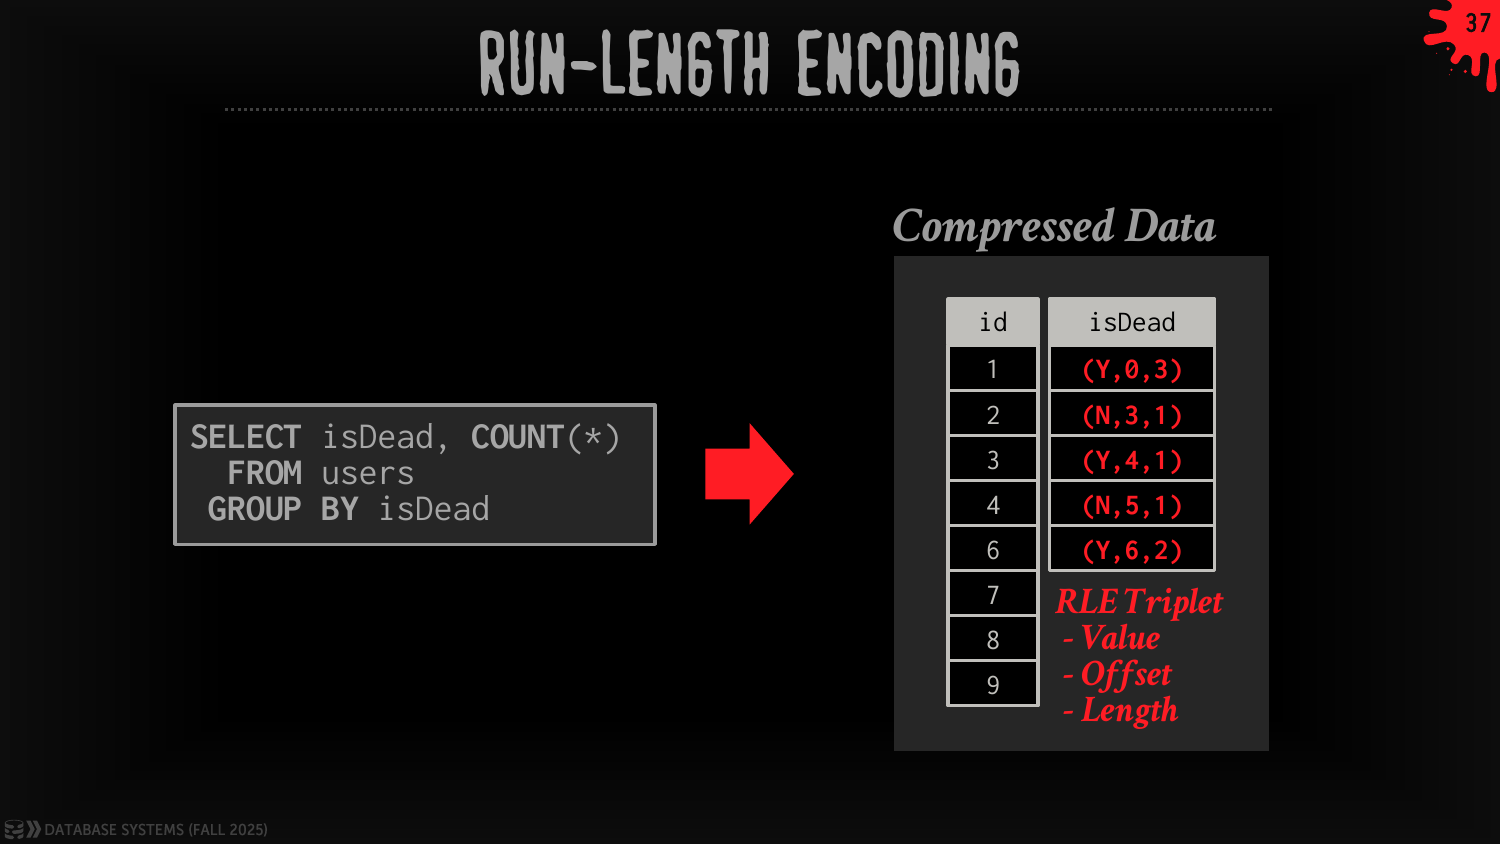 37
RUN-LENGTH ENCODING
Compressed Data
SELECT isDead, COUNT(*)
FROM users
GROUP BY isDead
id isDead
1 (Y,0,3)
2 (N,3,1)
3 (Y,4,1)
4 (N,5,1)
6 (Y,6,2)
7
8
9
RLE Triplet
- Value
- Offset
- Length
DATABASE SYSTEMS (FALL 2025)